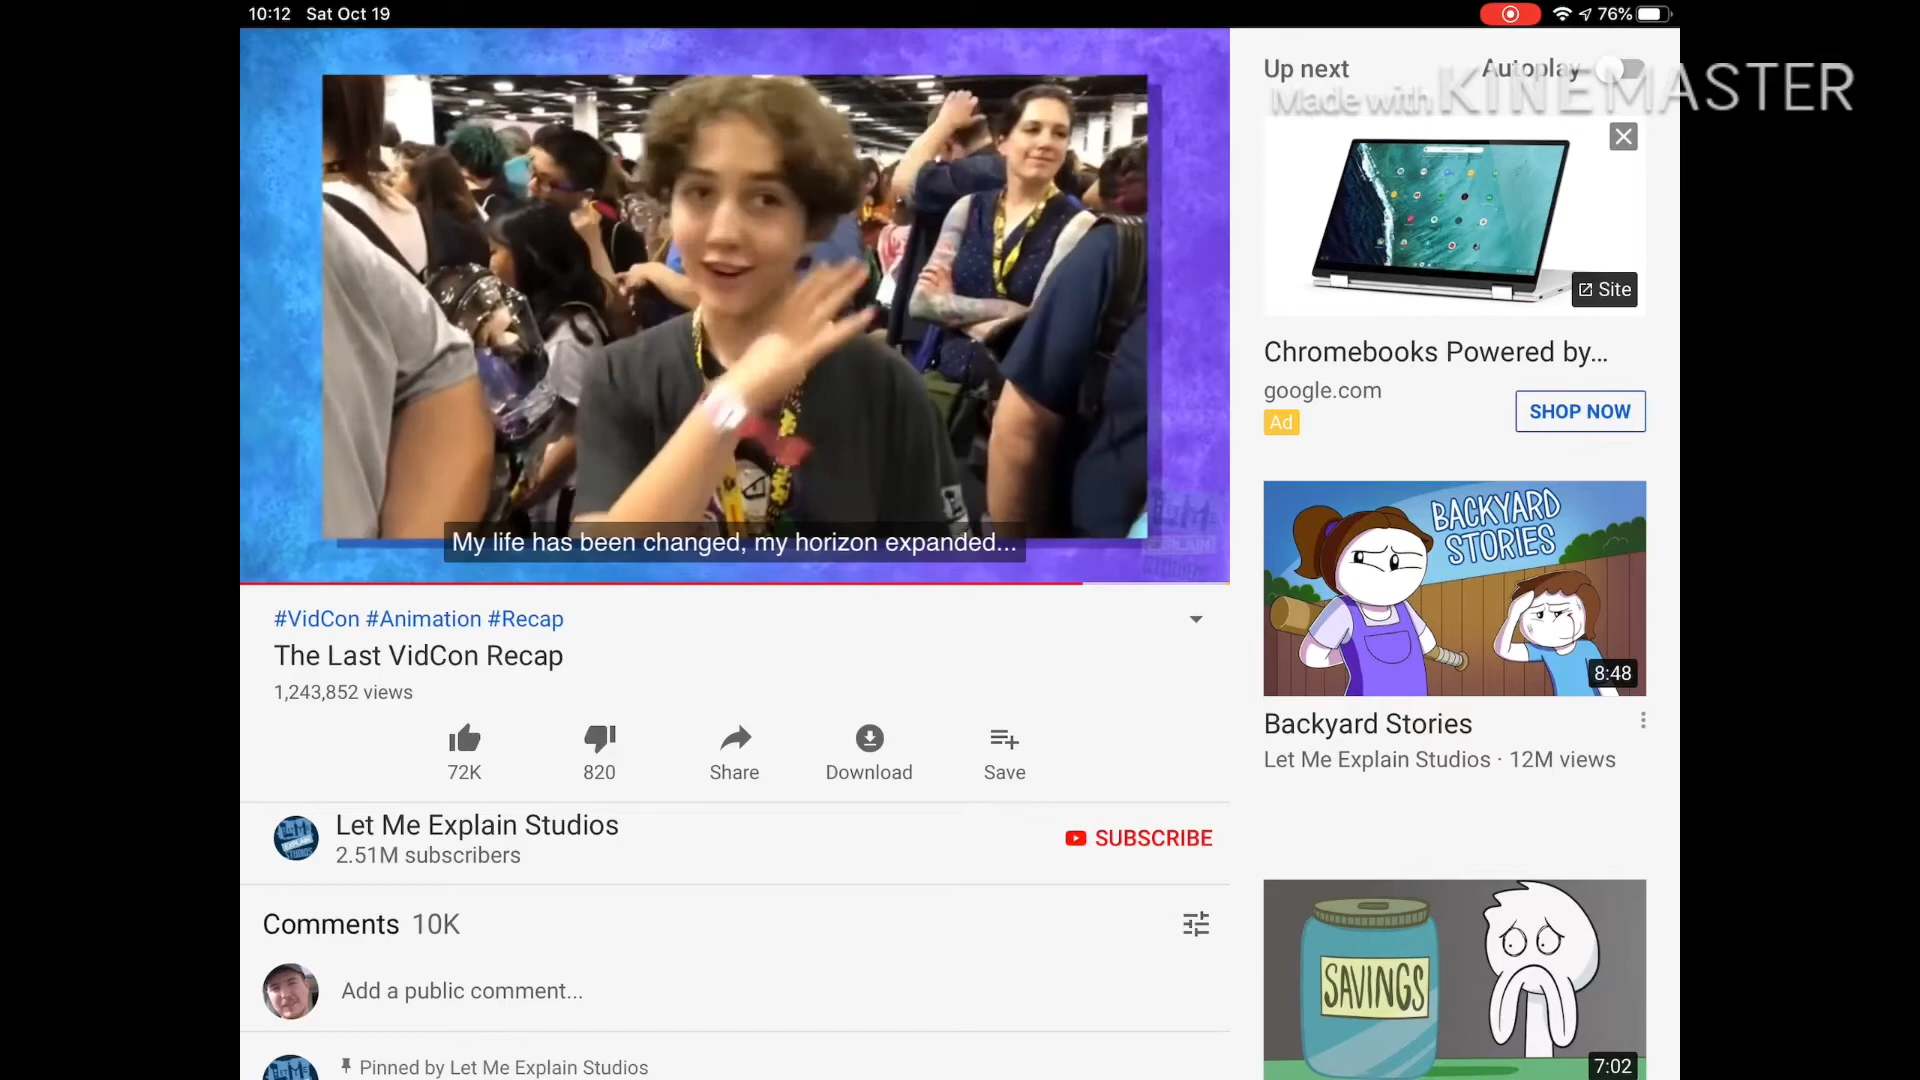 10:12 Sat Oct 19
76%
My life has been changed, my horizon expanded...
#VidCon #Animation #Recap
The Last VidCon Recap
1,243,852 views
72K
820
Share
Download
Save
Let Me Explain Studios
2.51M subscribers
SUBSCRIBE
Comments 10K
Add a public comment...
Pinned by Let Me Explain Studios
Up next
Autoplay
Made with KINEMASTER
Site
Chromebooks Powered by...
google.com
Ad
SHOP NOW
BACKYARD
STORIES
8:48
Backyard Stories
Let Me Explain Studios · 12M views
SAVINGS
7:02